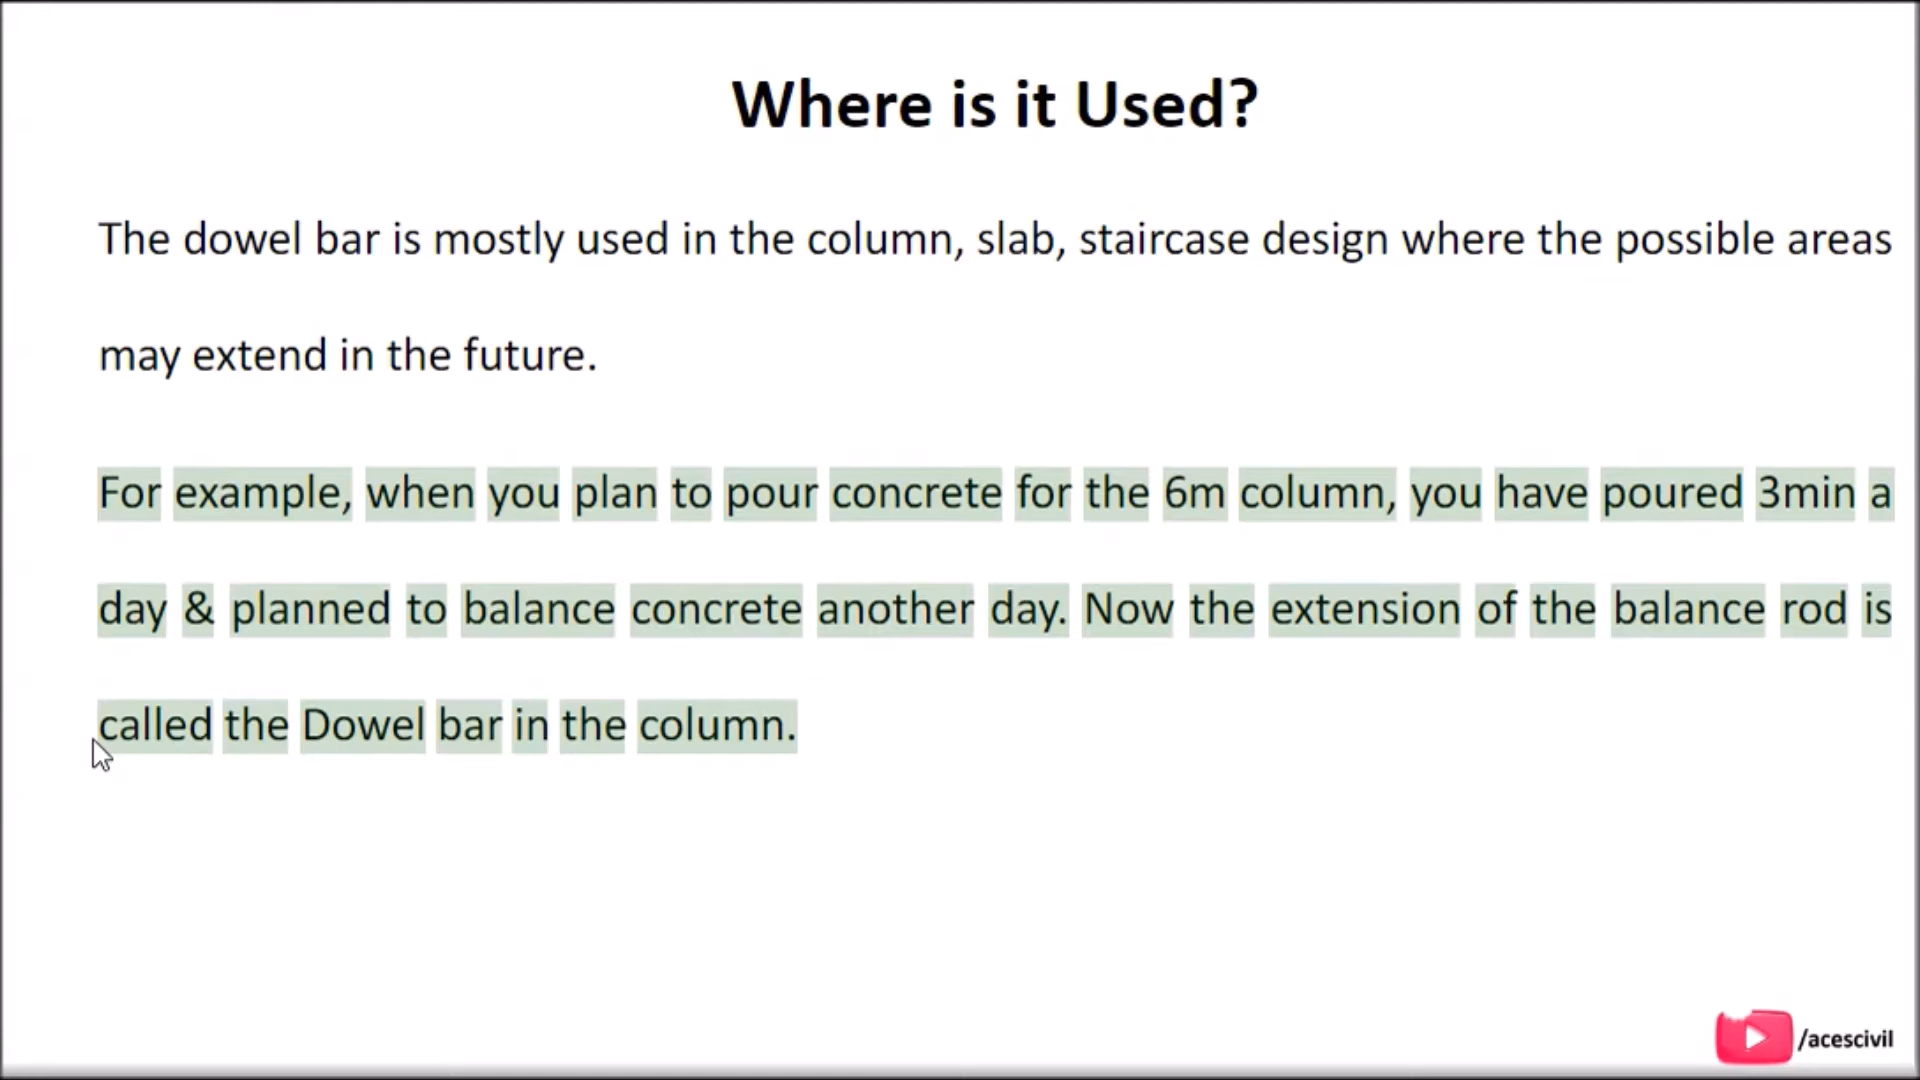 Where is it Used?
The dowel bar is mostly used in the column, slab, staircase design where the possible areas
may extend in the future.
For example, when you plan to pour concrete for the 6m column, you have poured 3min a
day & planned to balance concrete another day. Now the extension of the balance rod is
called the Dowel bar in the column.
/acescivil